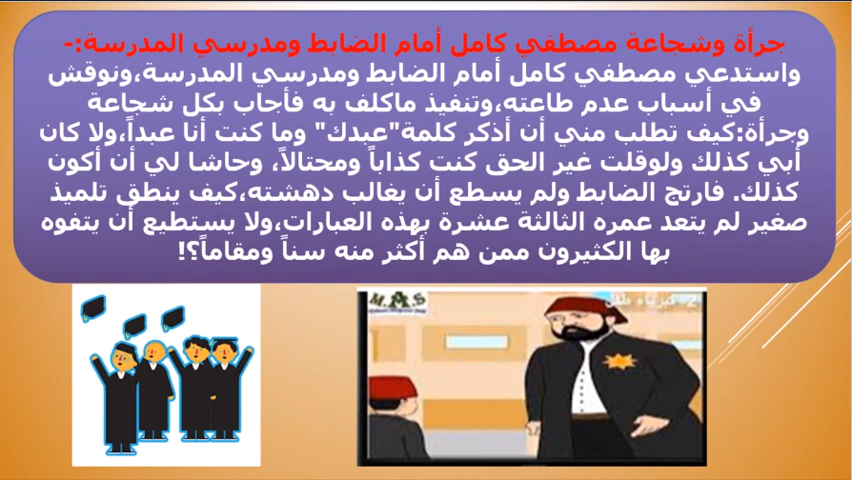 جرأة وشجاعة مصطفي كامل أمام الضابط ومدرسي المدرسة:-
واستدعي مصطفي كامل أمام الضابط ومدرسي المدرسة،ونوقش
في أسباب عدم طاعته،وتنفيذ ماكلف به فأجاب بكل شجاعة
وجرأة:كيف تطلب مني أن أذكر كلمة"عبدك" وما كنت أنا عبداً،ولا كان
أبي كذلك ولوقلت غير الحق كنت كذاباً ومحتالاً، وحاشا لي أن أكون
كذلك. فارتج الضابط ولم يسطع أن يغالب دهشته،كيف ينطق تلميذ
صغير لم يتعد عمره الثالثة عشرة بهذه العبارات،ولا يستطيع أن يتفوه
بها الكثيرون ممن هم أكثر منه سناً ومقاماً؟!
M.A.S
2- كبرياء طفل